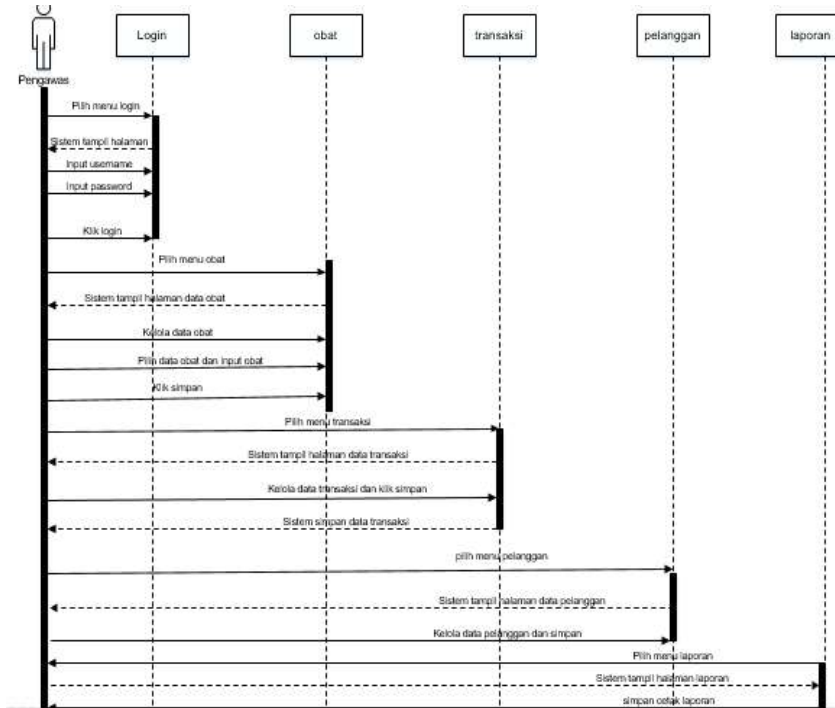 Login
obat
transaksi
pelanggan
laporan
Pengawas
Pilih menu login
Sistem tampil halaman
Input username
Input password
Klik login
Pilih menu obat
Sistem tampil halaman data obat
Kelola data obat
Pilih data obat dan input obat
Klik simpan
Pilih menu transaksi
Sistem tampil halaman data transaksi
Kelola data transaksi dan klik simpan
Sistem simpan data transaksi
pilih menu pelanggan
Sistem tampil halaman data pelanggan
Kelola data pelanggan dan simpan
Pilih menu laporan
Sistem tampil halaman laporan
simpan cetak laporan